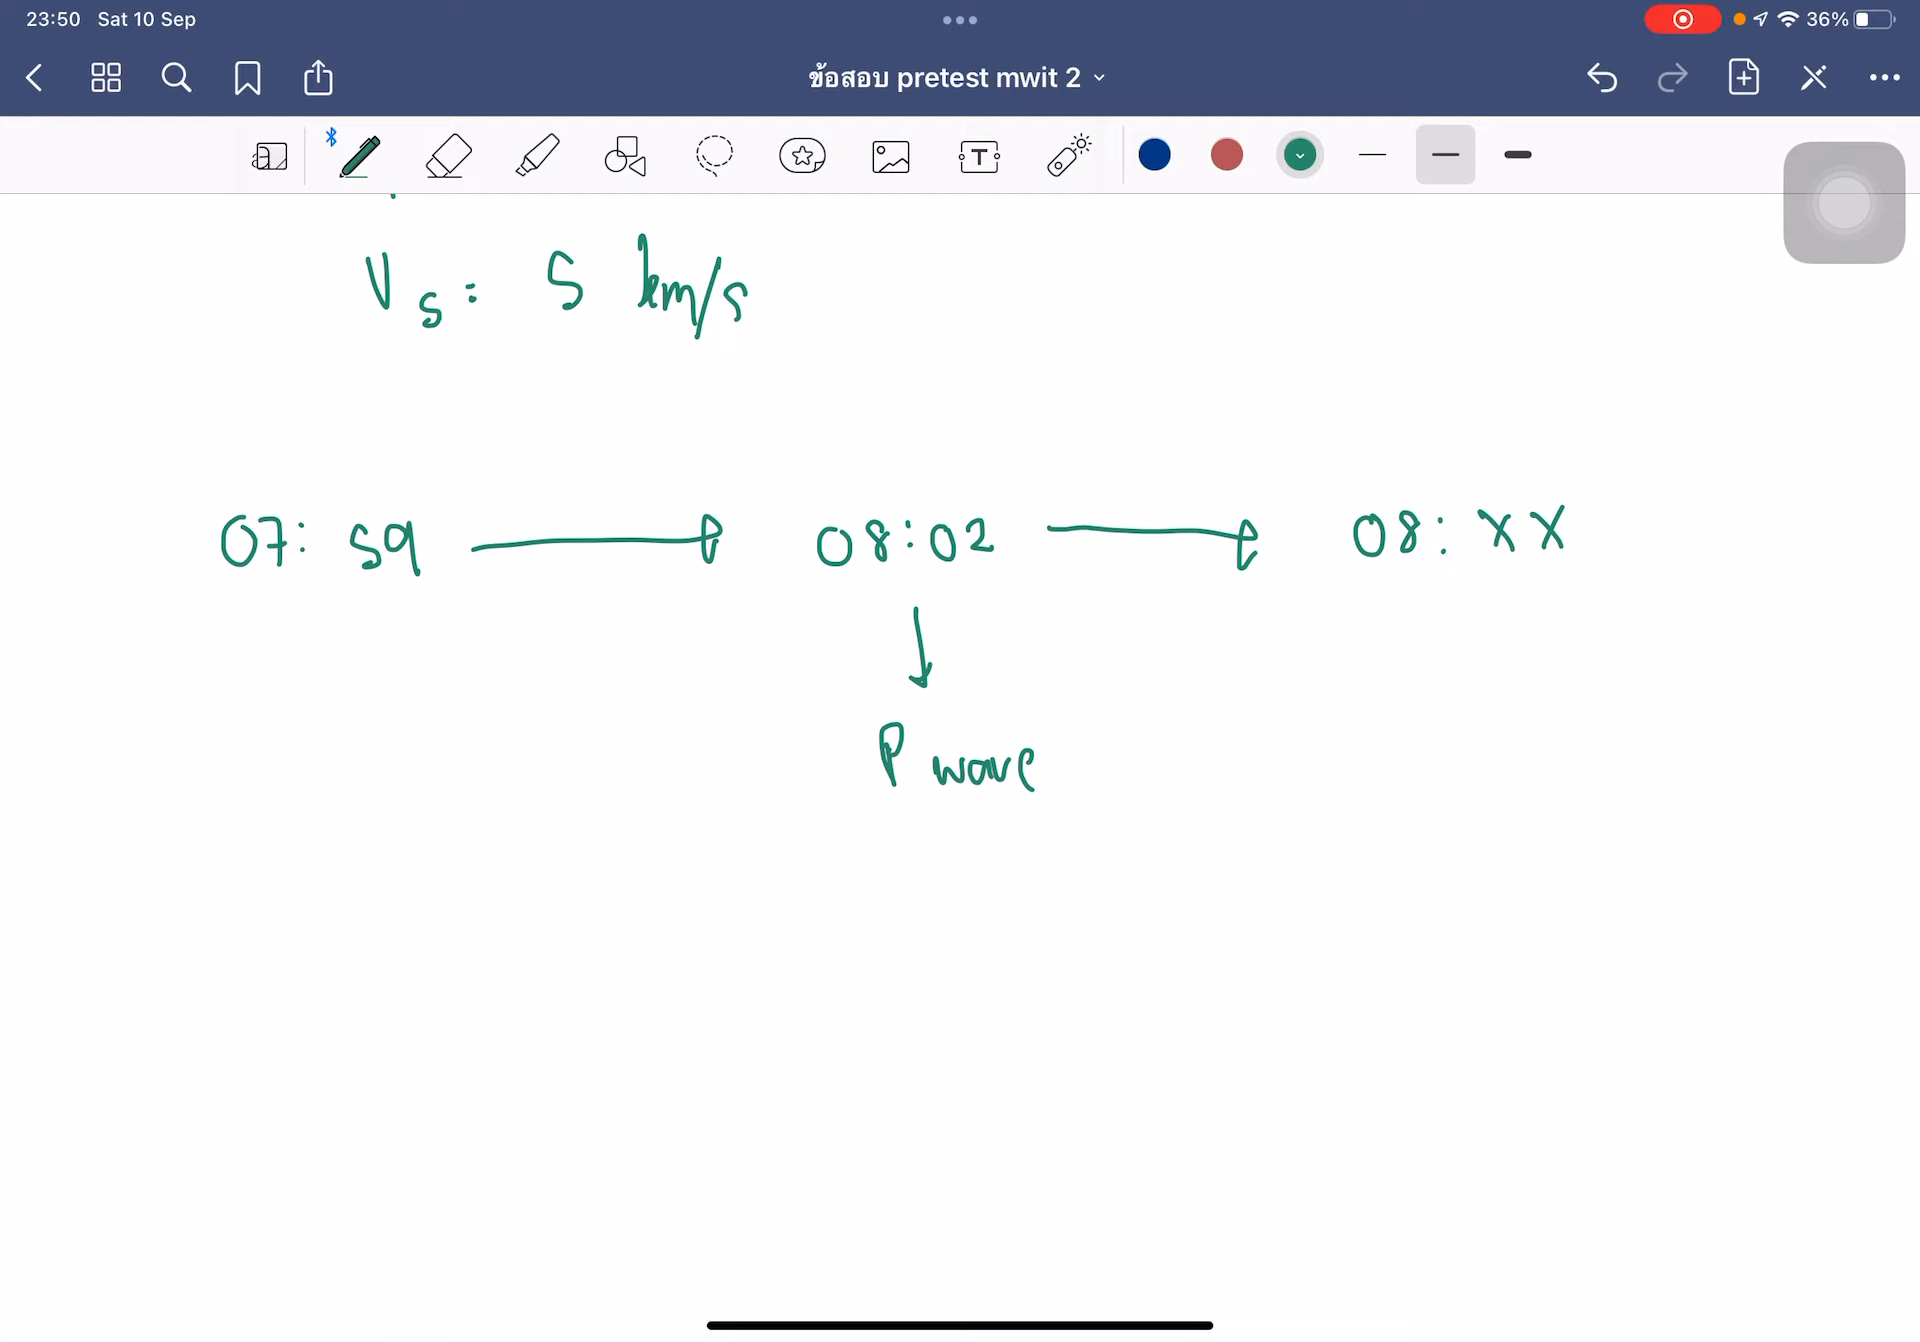 23:50 Sat 10 Sep
36%
ข้อสอบ pretest mwit 2
T
Vs = 5 km/s
07:59 08:02 08:XX
P wave